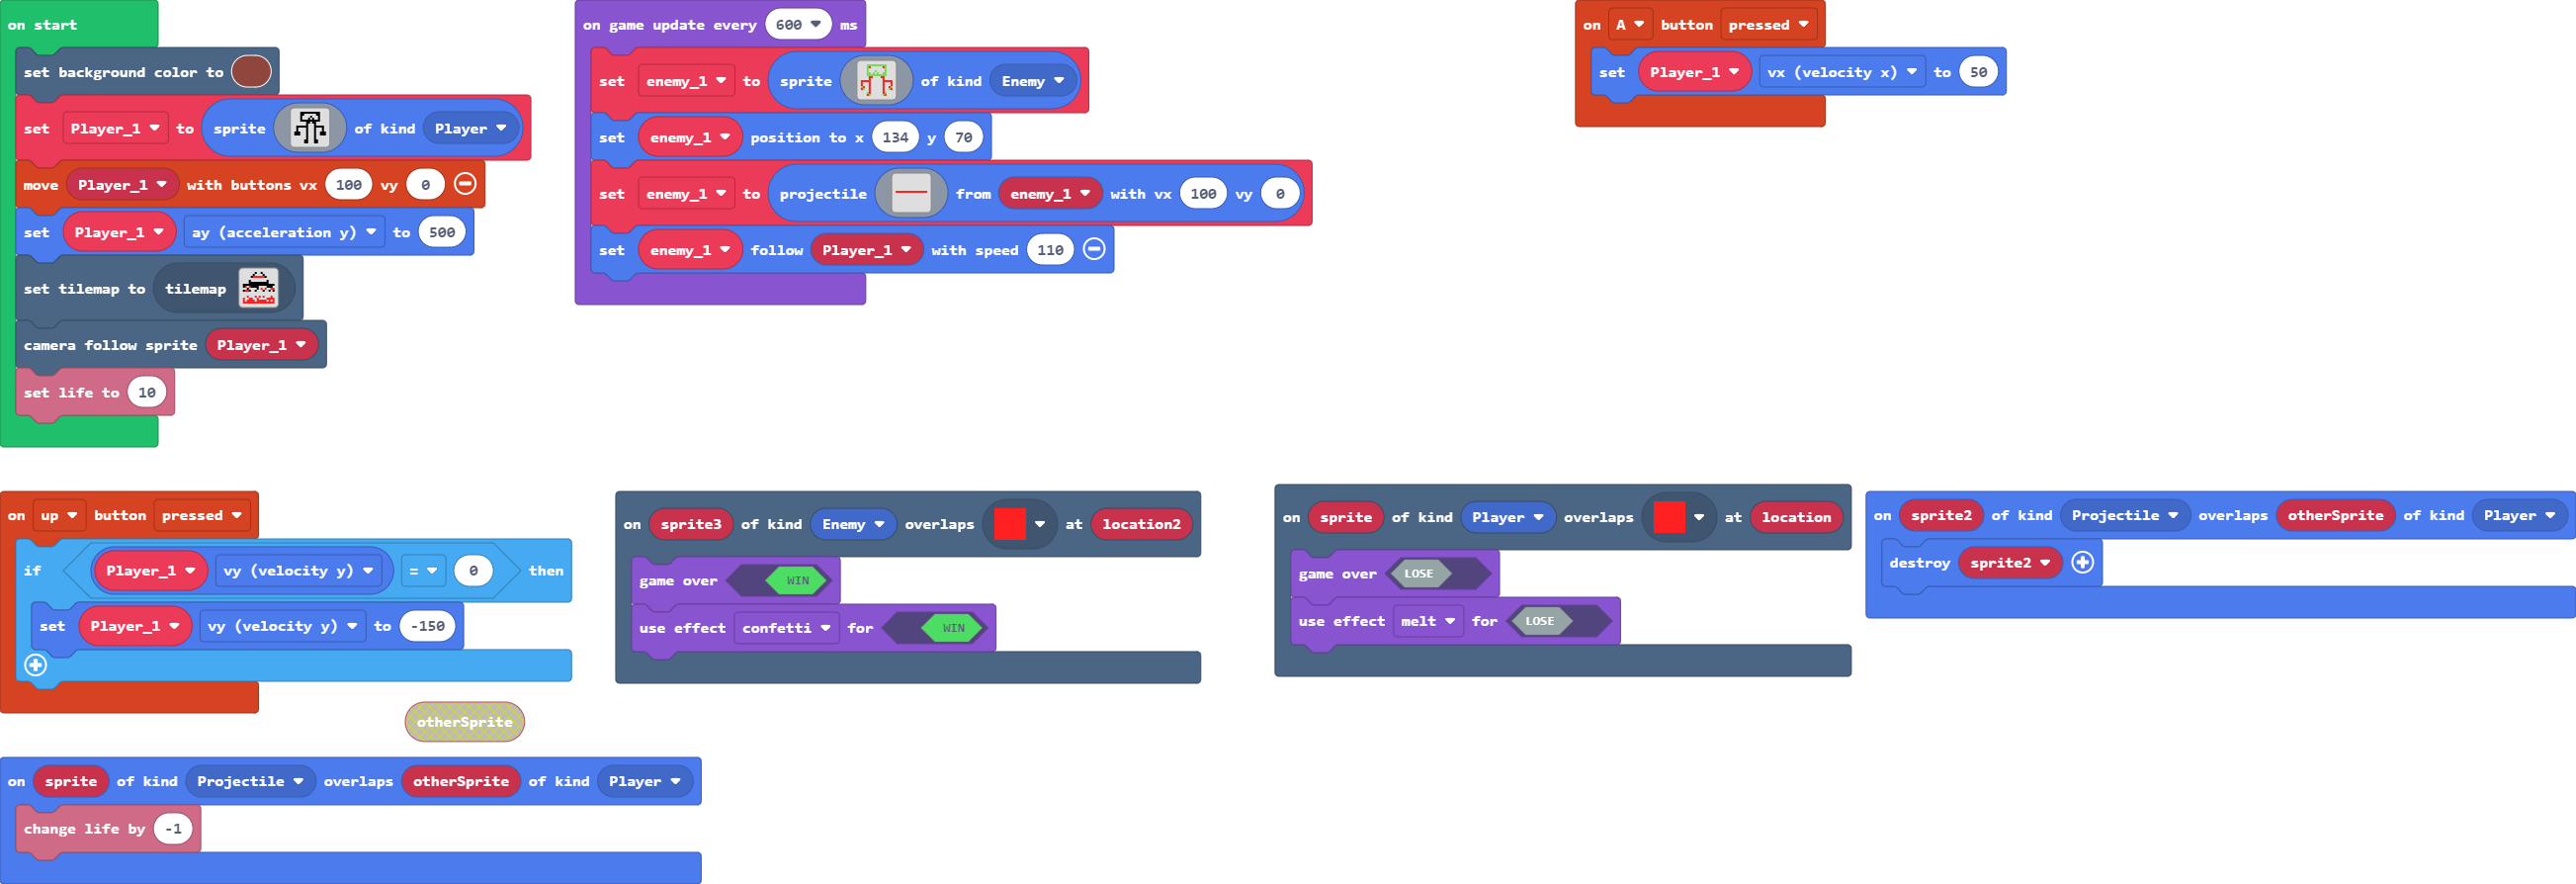 on start
set background color to
set Player_1 to sprite of kind Player
move Player_1 with buttons vx 100 vy 0
set Player_1 ay (acceleration y) to 500
set tilemap to tilemap
camera follow sprite Player_1
set life to 10
on game update every 600 ms
set enemy_1 to sprite of kind Enemy
set enemy_1 position to x 134 y 70
set enemy_1 to projectile from enemy_1 with vx 100 vy 0
set enemy_1 follow Player_1 with speed 110
on A button pressed
set Player_1 vx (velocity x) to 50
on up button pressed
if Player_1 vy (velocity y) = 0 then
set Player_1 vy (velocity y) to -150
otherSprite
on sprite3 of kind Enemy overlaps at location2
game over WIN
use effect confetti for WIN
on sprite of kind Player overlaps at location
game over LOSE
use effect melt for LOSE
on sprite2 of kind Projectile overlaps otherSprite of kind Player
destroy sprite2
on sprite of kind Projectile overlaps otherSprite of kind Player
change life by -1